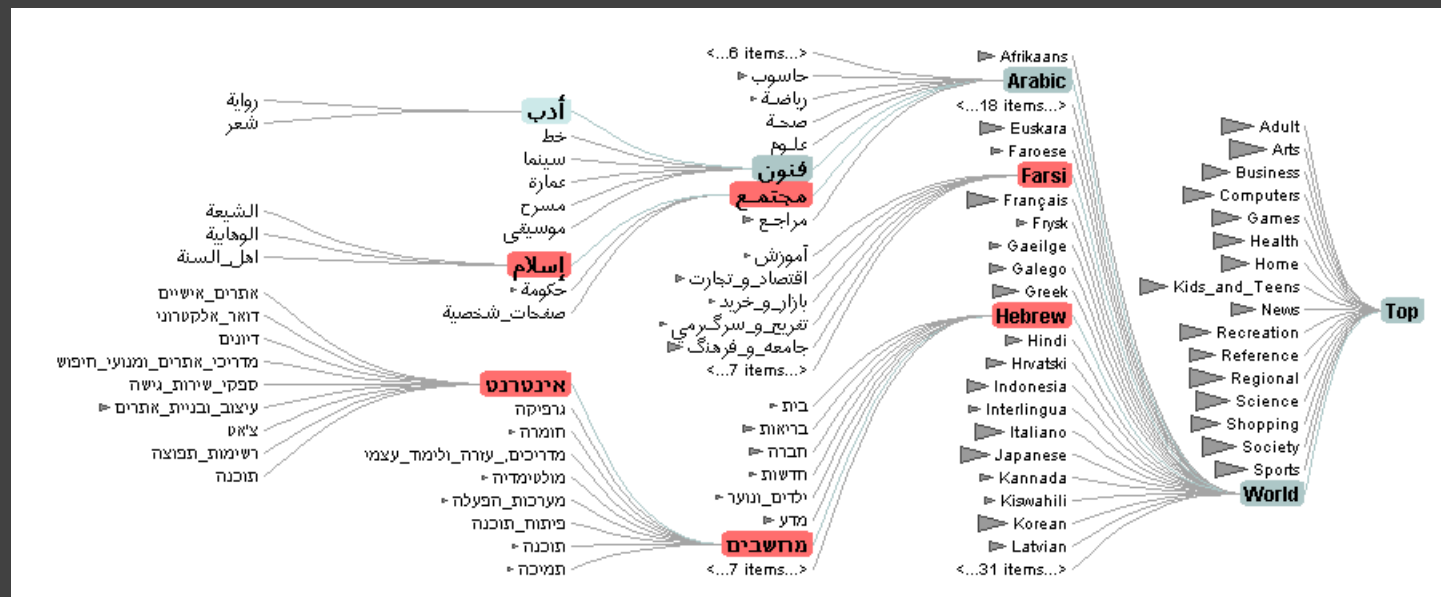 Top
Adult
Arts
Business
Computers
Games
Health
Home
Kids_and_Teens
News
Recreation
Reference
Regional
Science
Shopping
Society
Sports
World
Afrikaans
Arabic
<...18 items...>
Euskara
Faroese
Farsi
Français
Frysk
Gaeilge
Galego
Greek
Hebrew
Hindi
Hrvatski
Indonesia
Interlingua
Italiano
Japanese
Kannada
Kiswahili
Korean
Latvian
<...31 items...>
<...6 items...>
حاسوب
رياضة
صحة
علوم
فنون
مجتمع
مراجع
آموزش
اقتصاد_و_تجارت
بازار_و_خرید
تفریح_و_سرگرمي
جامعه_و_فرهنگ
<...7 items...>
בית
בריאות
חברה
חדשות
ילדים_ונוער
מדע
מחשבים
<...7 items...>
أدب
خط
سينما
عمارة
مسرح
موسيقى
إسلام
حكومة
صفحات_شخصية
אינטרנט
גרפיקה
חומרה
מדריכים,_עזרה_ולימוד_עצמי
מולטימדיה
מערכות_הפעלה
פיתוח_תוכנה
תוכנה
תמיכה
رواية
شعر
الشيعة
الوهابية
اهل_السنة
אתרים_אישיים
דואר_אלקטרוני
דיונים
מדריכי_אתרים_ומנועי_חיפוש
ספקי_שירות_גישה
עיצוב_ובניית_אתרים
צ'אט
רשימות_תפוצה
תוכנה